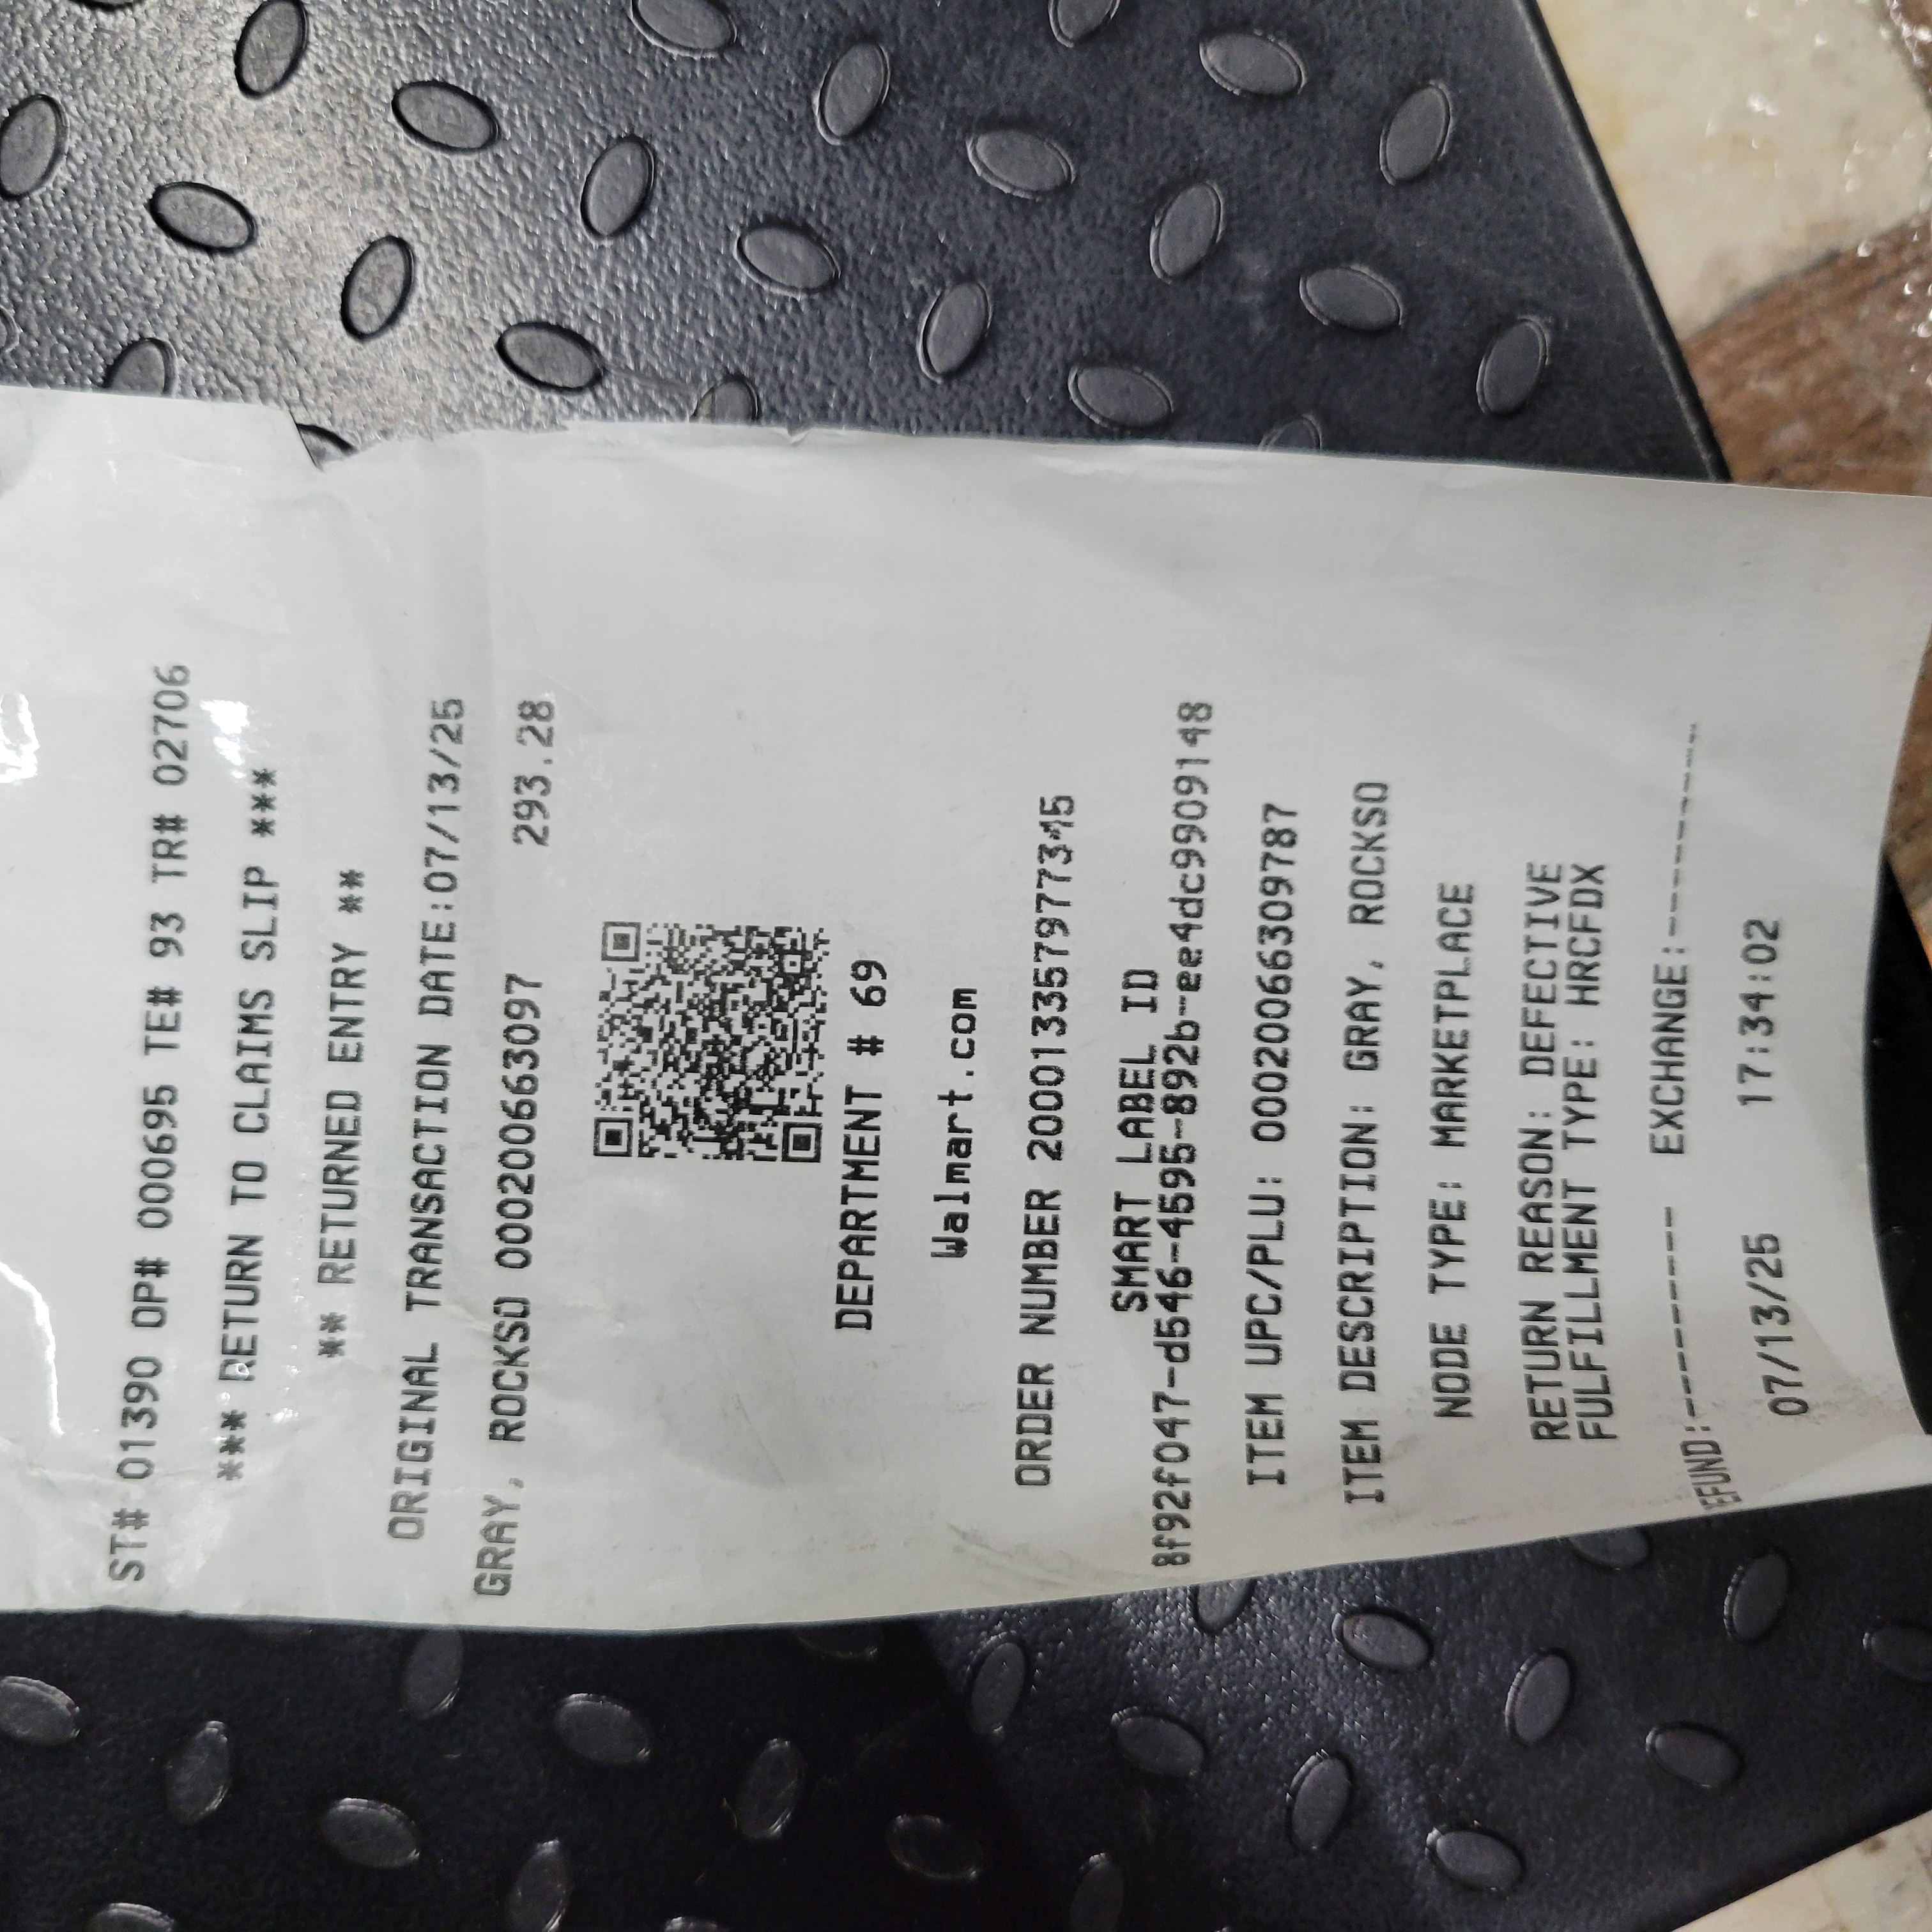 ST# 01390 OP# 000695 TE# 93 TR# 02706
*** RETURN TO CLAIMS SLIP ***
** RETURNED ENTRY **
ORIGINAL TRANSACTION DATE:07/13/25
GRAY, ROCKSO 000200663097 293.28
DEPARTMENT # 69
Walmart.com
ORDER NUMBER 200013357977315
SMART LABEL ID
8f92f047-d546-4595-892b-ee4dc9909148
ITEM UPC/PLU: 00020066309787
ITEM DESCRIPTION: GRAY, ROCKSO
NODE TYPE: MARKETPLACE
RETURN REASON: DEFECTIVE
FULFILLMENT TYPE: HRCFDX
EFUND:--------- EXCHANGE:---------
07/13/25 17:34:02